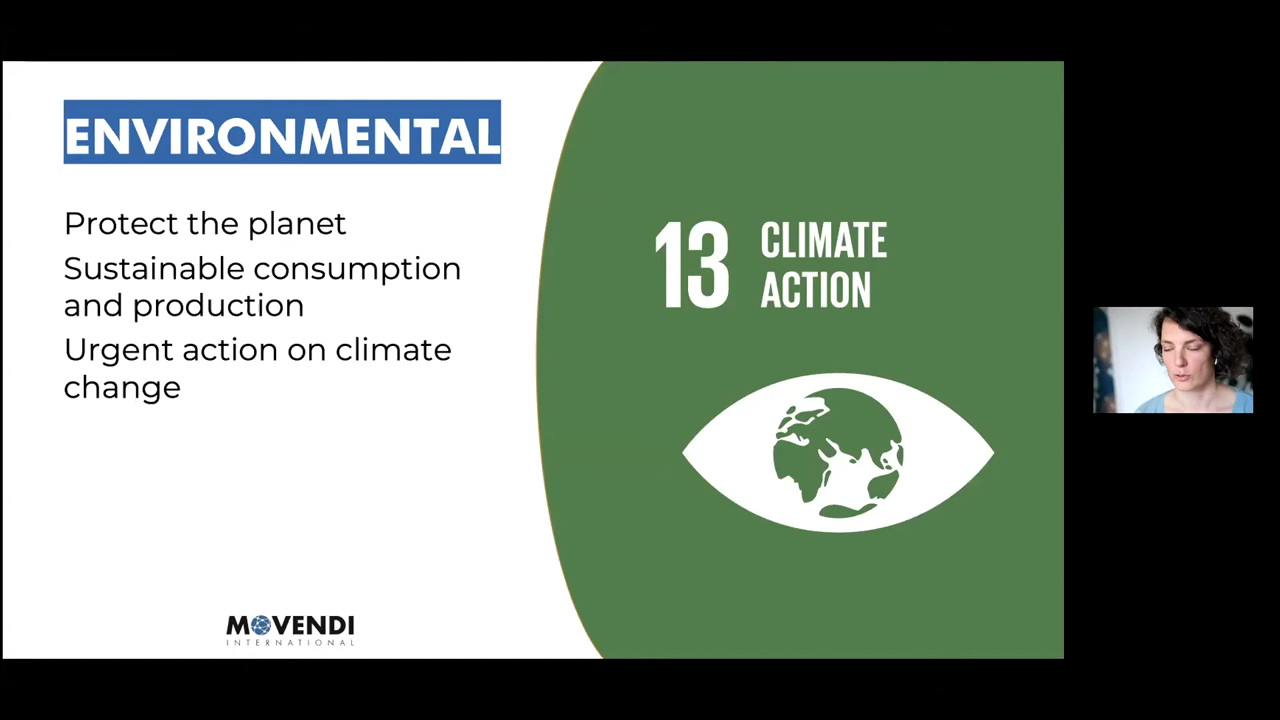 ENVIRONMENTAL
Protect the planet
Sustainable consumption
and production
Urgent action on climate
change
13 CLIMATE
ACTION
MOVENDI
INTERNATIONAL